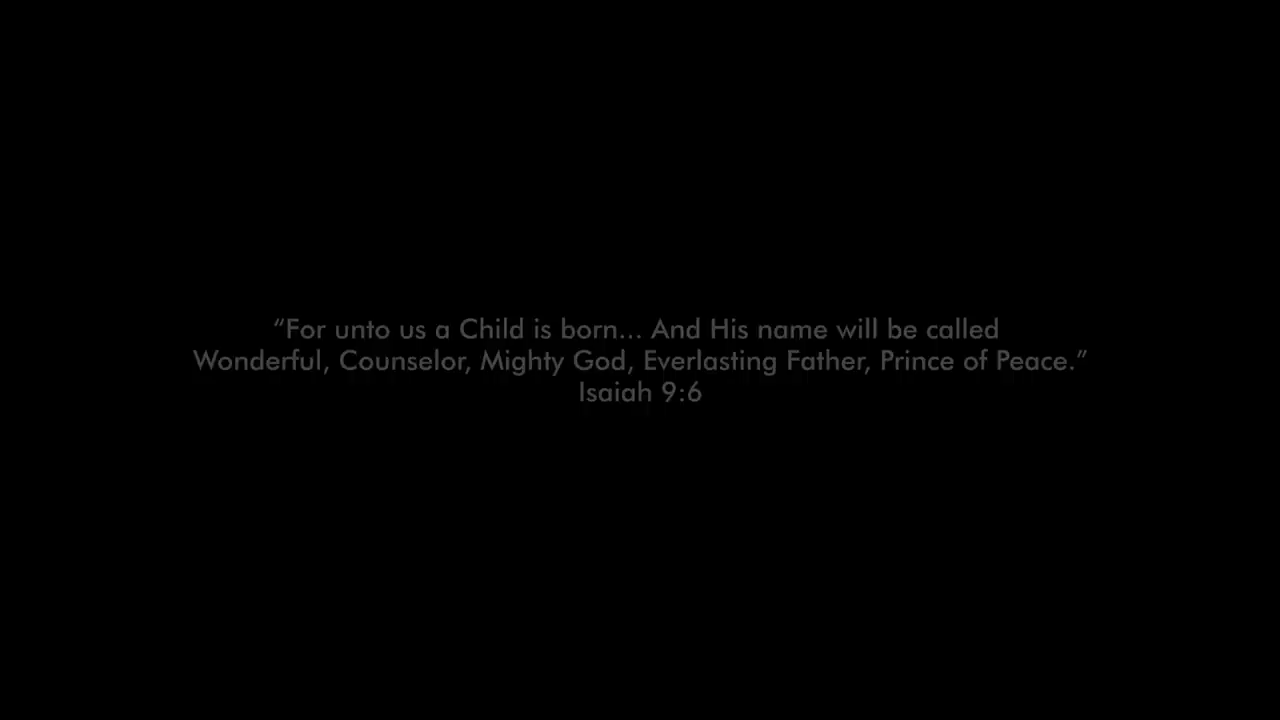 “For unto us a Child is born... And His name will be called
Wonderful, Counselor, Mighty God, Everlasting Father, Prince of Peace.”
Isaiah 9:6